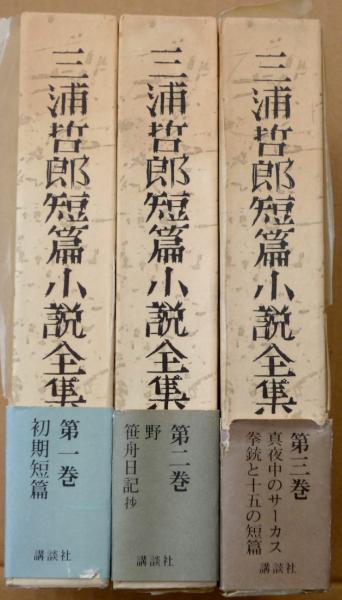 三浦哲郎短篇小説全集
第一巻
初期短篇
講談社
三浦哲郎短篇小説全集
第二巻
野
笹舟日記抄
講談社
三浦哲郎短篇小説全集
第三巻
真夜中のサーカス
拳銃と十五の短篇
講談社